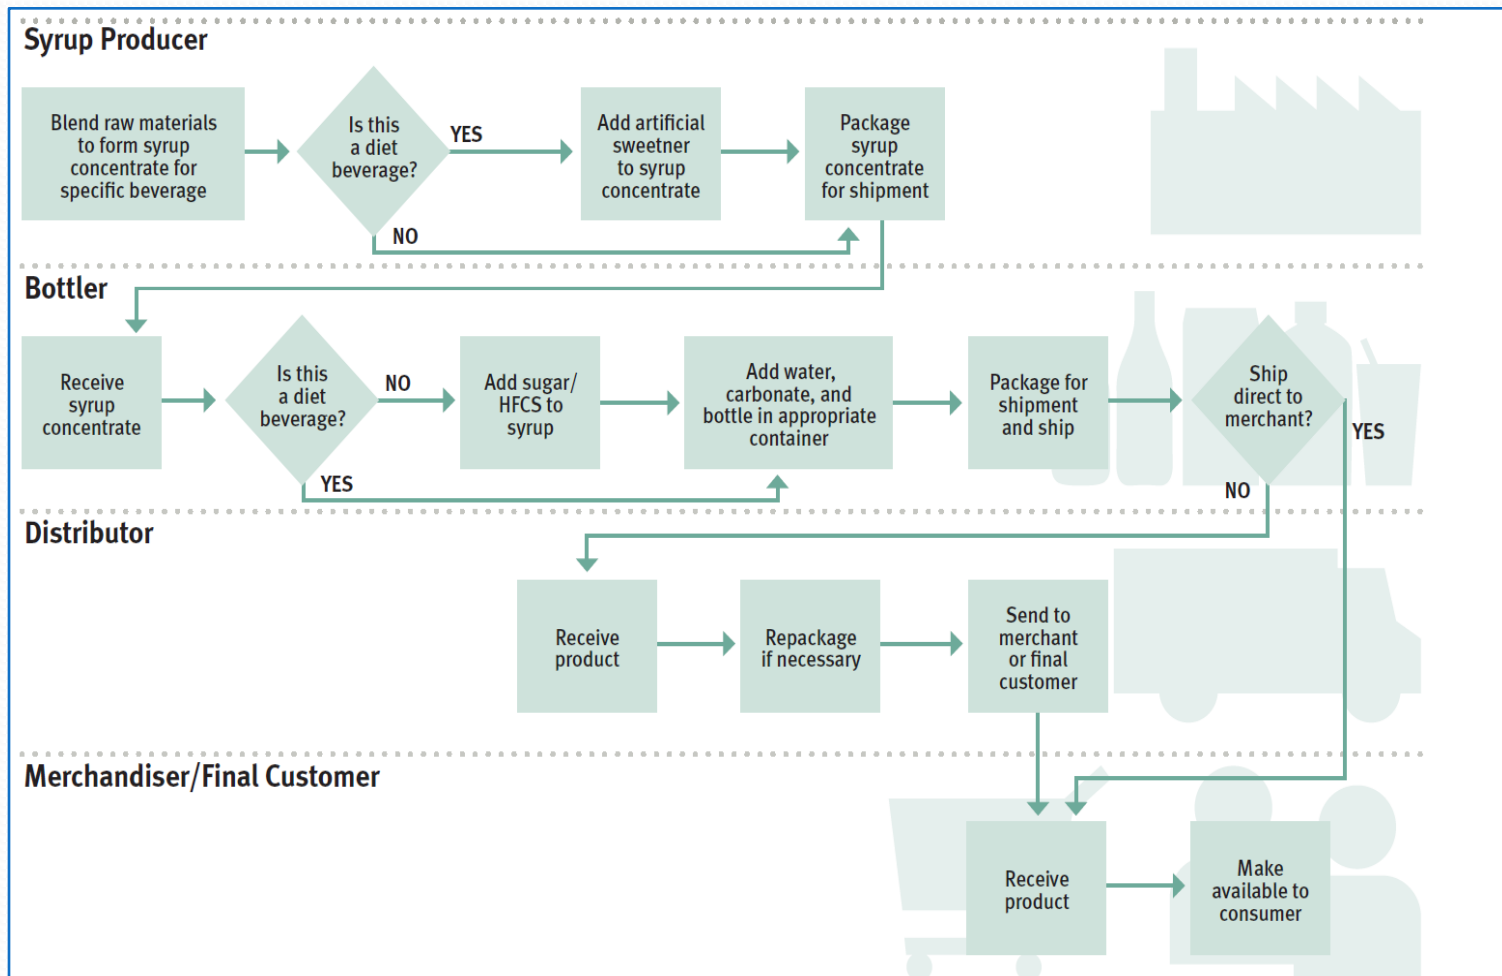 Syrup Producer
Blend raw materials
to form syrup
concentrate for
specific beverage
Is this
a diet
beverage?
YES
NO
Add artificial
sweetner
to syrup
concentrate
Package
syrup
concentrate
for shipment
Bottler
Receive
syrup
concentrate
Is this
a diet
beverage?
NO
YES
Add sugar/
HFCS to
syrup
Add water,
carbonate, and
bottle in appropriate
container
Package for
shipment
and ship
Ship
direct to
merchant?
YES
NO
Distributor
Receive
product
Repackage
if necessary
Send to
merchant
or final
customer
Merchandiser/Final Customer
Receive
product
Make
available to
consumer